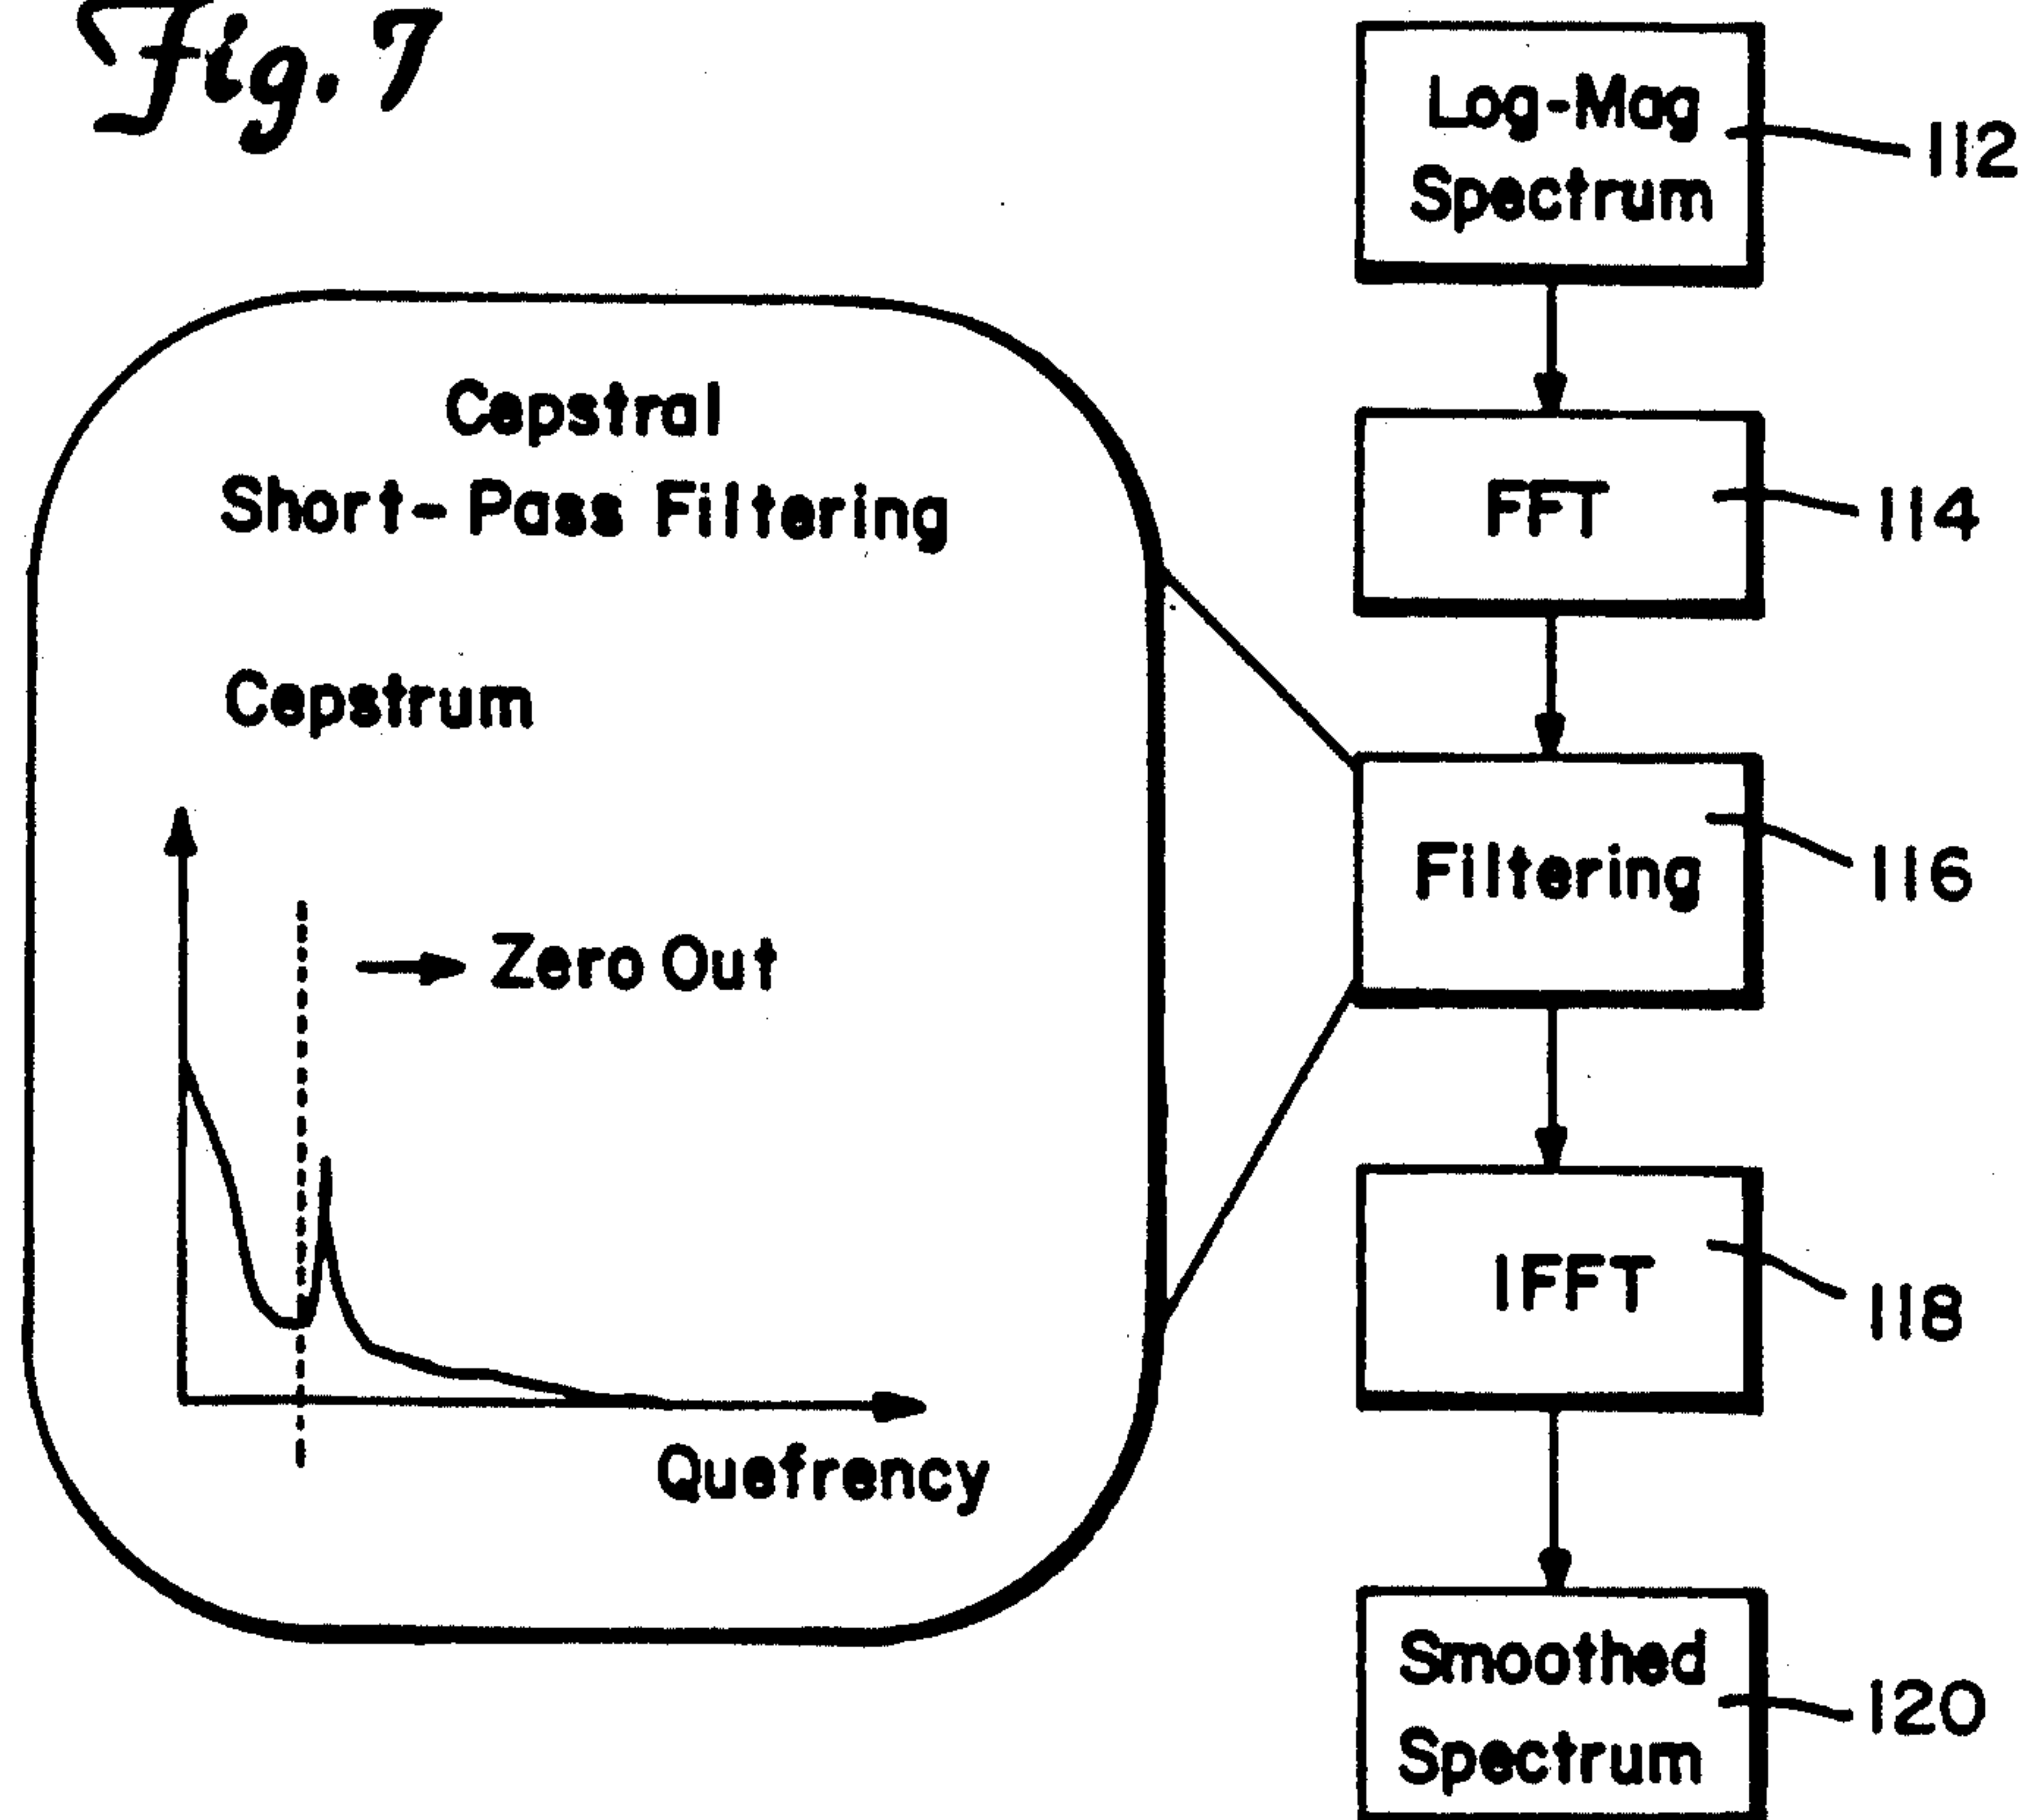 Fig. 7
Log-Mag
Spectrum
112
FFT
114
Filtering
116
IFFT
118
Smoothed
Spectrum
120
Cepstral
Short-Pass Filtering
Cepstrum
Zero Out
Quefrency